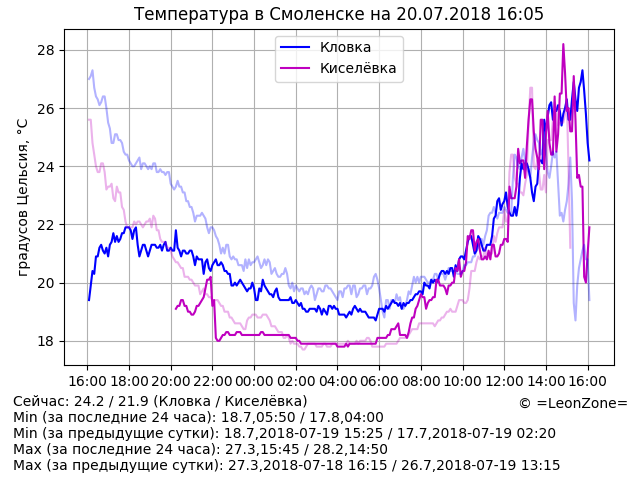 Температура в Смоленске на 20.07.2018 16:05
Кловка
Киселёвка
градусов Цельсия, °C
28
26
24
22
20
18
16:00 18:00 20:00 22:00 00:00 02:00 04:00 06:00 08:00 10:00 12:00 14:00 16:00
Сейчас: 24.2 / 21.9 (Кловка / Киселёвка)
© =LeonZone=
Min (за последние 24 часа): 18.7,05:50 / 17.8,04:00
Min (за предыдущие сутки): 18.7,2018-07-19 15:25 / 17.7,2018-07-19 02:20
Max (за последние 24 часа): 27.3,15:45 / 28.2,14:50
Max (за предыдущие сутки): 27.3,2018-07-18 16:15 / 26.7,2018-07-19 13:15